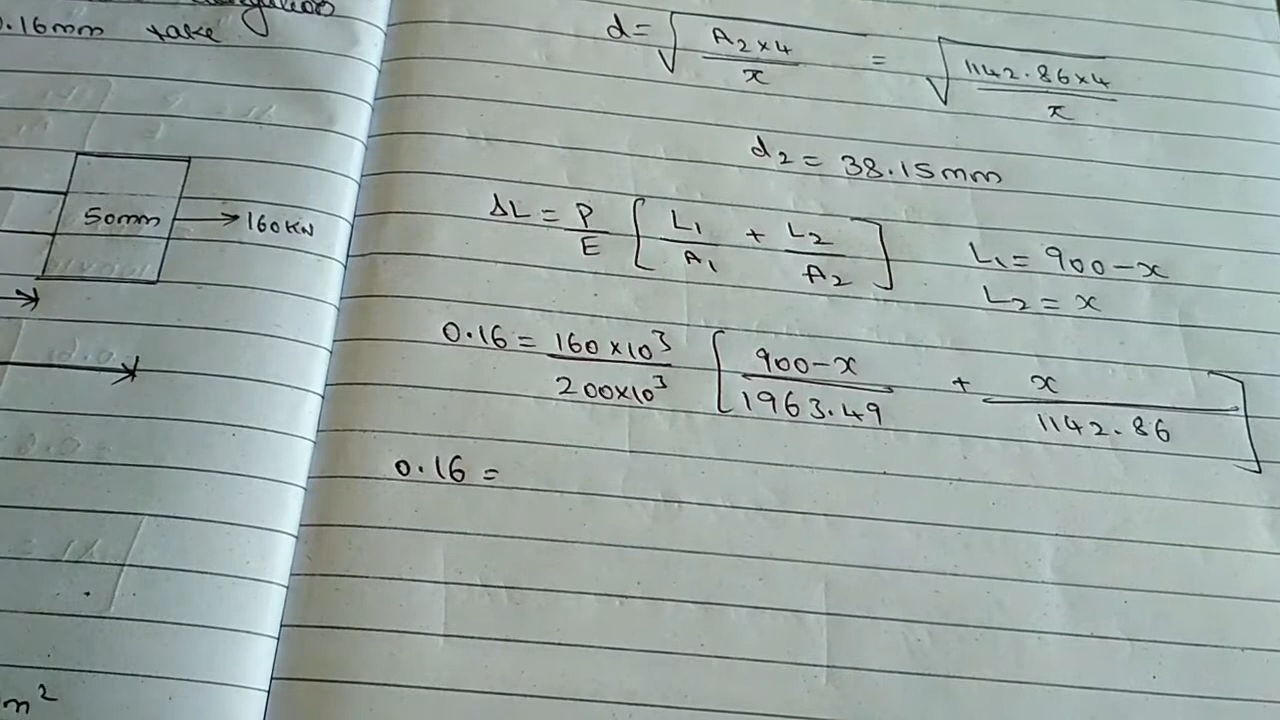 0.16mm take
50mm → 160KN
m²
d = √(A₂×4/π) = √(1142.86×4/π)
d₂ = 38.15mm
ΔL = P/E [L₁/A₁ + L₂/A₂]
L₁ = 900-x
L₂ = x
0.16 = 160×10³/200×10³ [900-x/1963.49 + x/1142.86]
0.16 =